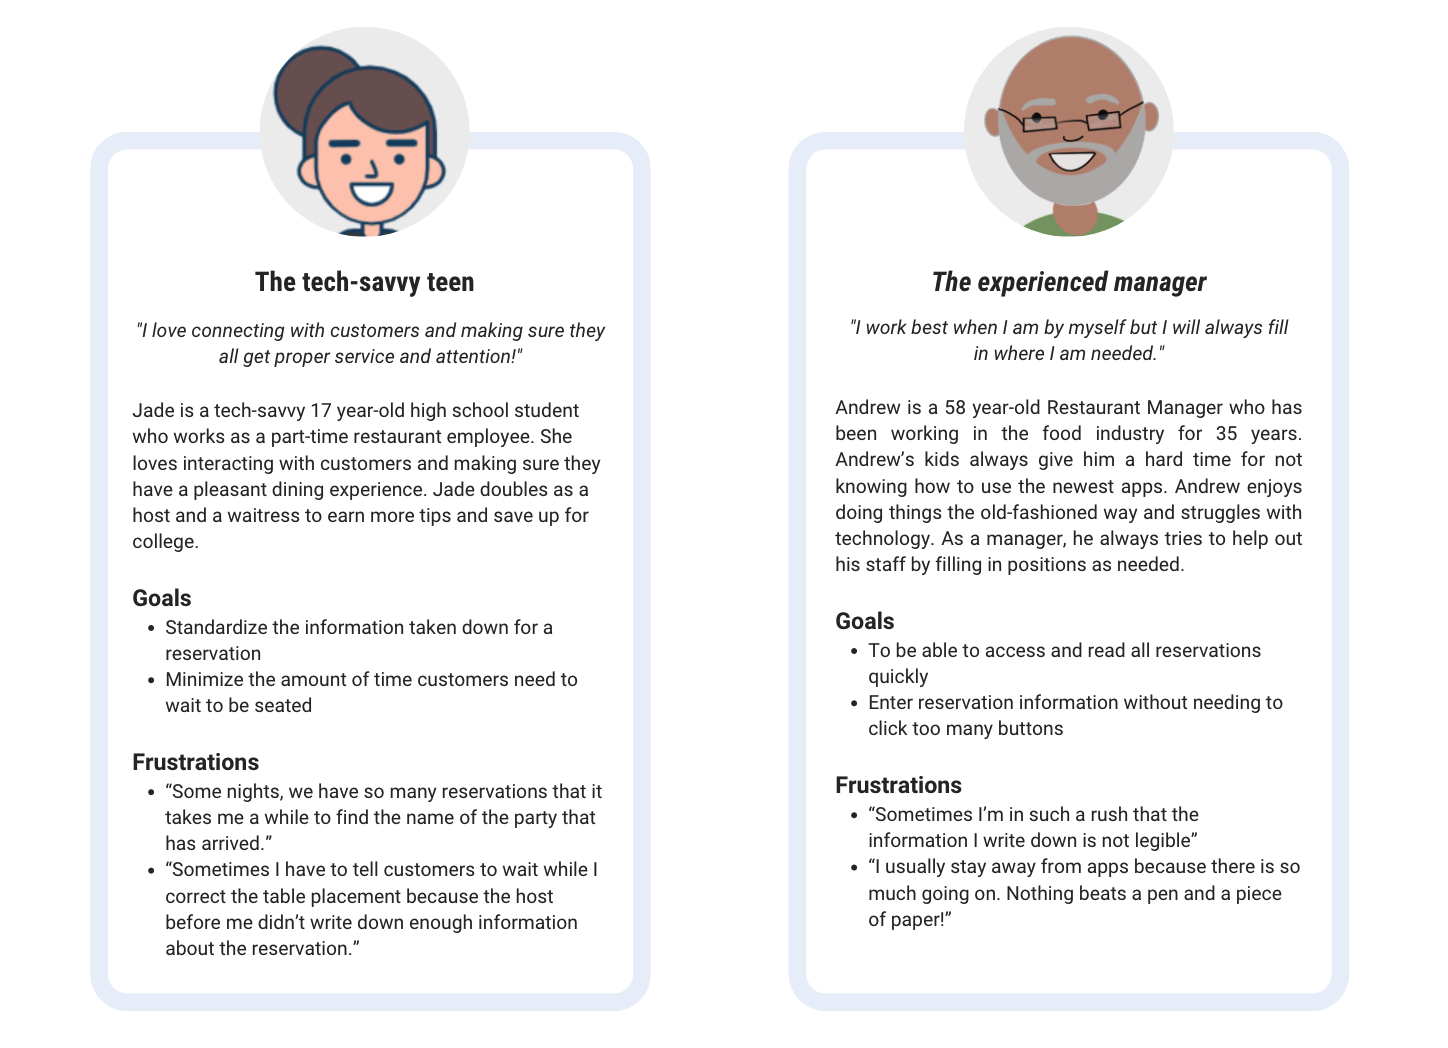 The tech-savvy teen
"I love connecting with customers and making sure they
all get proper service and attention!"
Jade is a tech-savvy 17 year-old high school student
who works as a part-time restaurant employee. She
loves interacting with customers and making sure they
have a pleasant dining experience. Jade doubles as a
host and a waitress to earn more tips and save up for
college.
Goals
• Standardize the information taken down for a
reservation
• Minimize the amount of time customers need to
wait to be seated
Frustrations
• “Some nights, we have so many reservations that it
takes me a while to find the name of the party that
has arrived.”
• “Sometimes I have to tell customers to wait while I
correct the table placement because the host
before me didn’t write down enough information
about the reservation.”
The experienced manager
"I work best when I am by myself but I will always fill
in where I am needed."
Andrew is a 58 year-old Restaurant Manager who has
been working in the food industry for 35 years.
Andrew’s kids always give him a hard time for not
knowing how to use the newest apps. Andrew enjoys
doing things the old-fashioned way and struggles with
technology. As a manager, he always tries to help out
his staff by filling in positions as needed.
Goals
• To be able to access and read all reservations
quickly
• Enter reservation information without needing to
click too many buttons
Frustrations
• “Sometimes I’m in such a rush that the
information I write down is not legible”
• “I usually stay away from apps because there is so
much going on. Nothing beats a pen and a piece
of paper!”